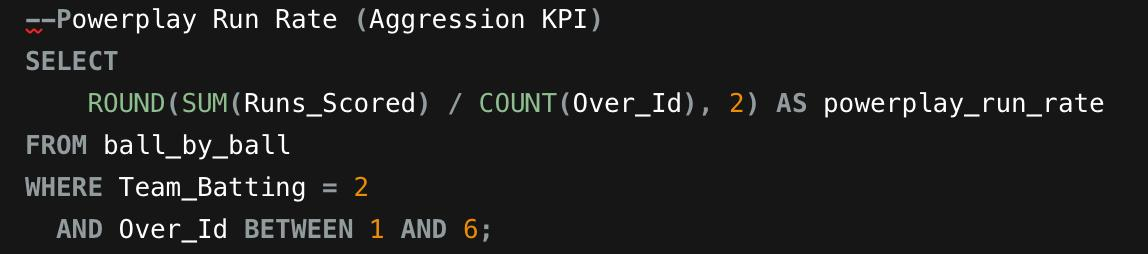 --Powerplay Run Rate (Aggression KPI)
SELECT
    ROUND(SUM(Runs_Scored) / COUNT(Over_Id), 2) AS powerplay_run_rate
FROM ball_by_ball
WHERE Team_Batting = 2
  AND Over_Id BETWEEN 1 AND 6;